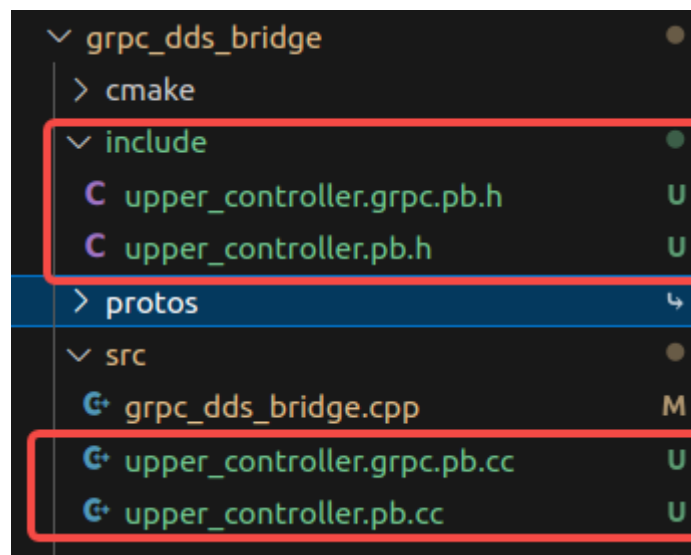 grpc_dds_bridge
cmake
include
C upper_controller.grpc.pb.h U
C upper_controller.pb.h U
protos
src
C++ grpc_dds_bridge.cpp M
C++ upper_controller.grpc.pb.cc U
C++ upper_controller.pb.cc U